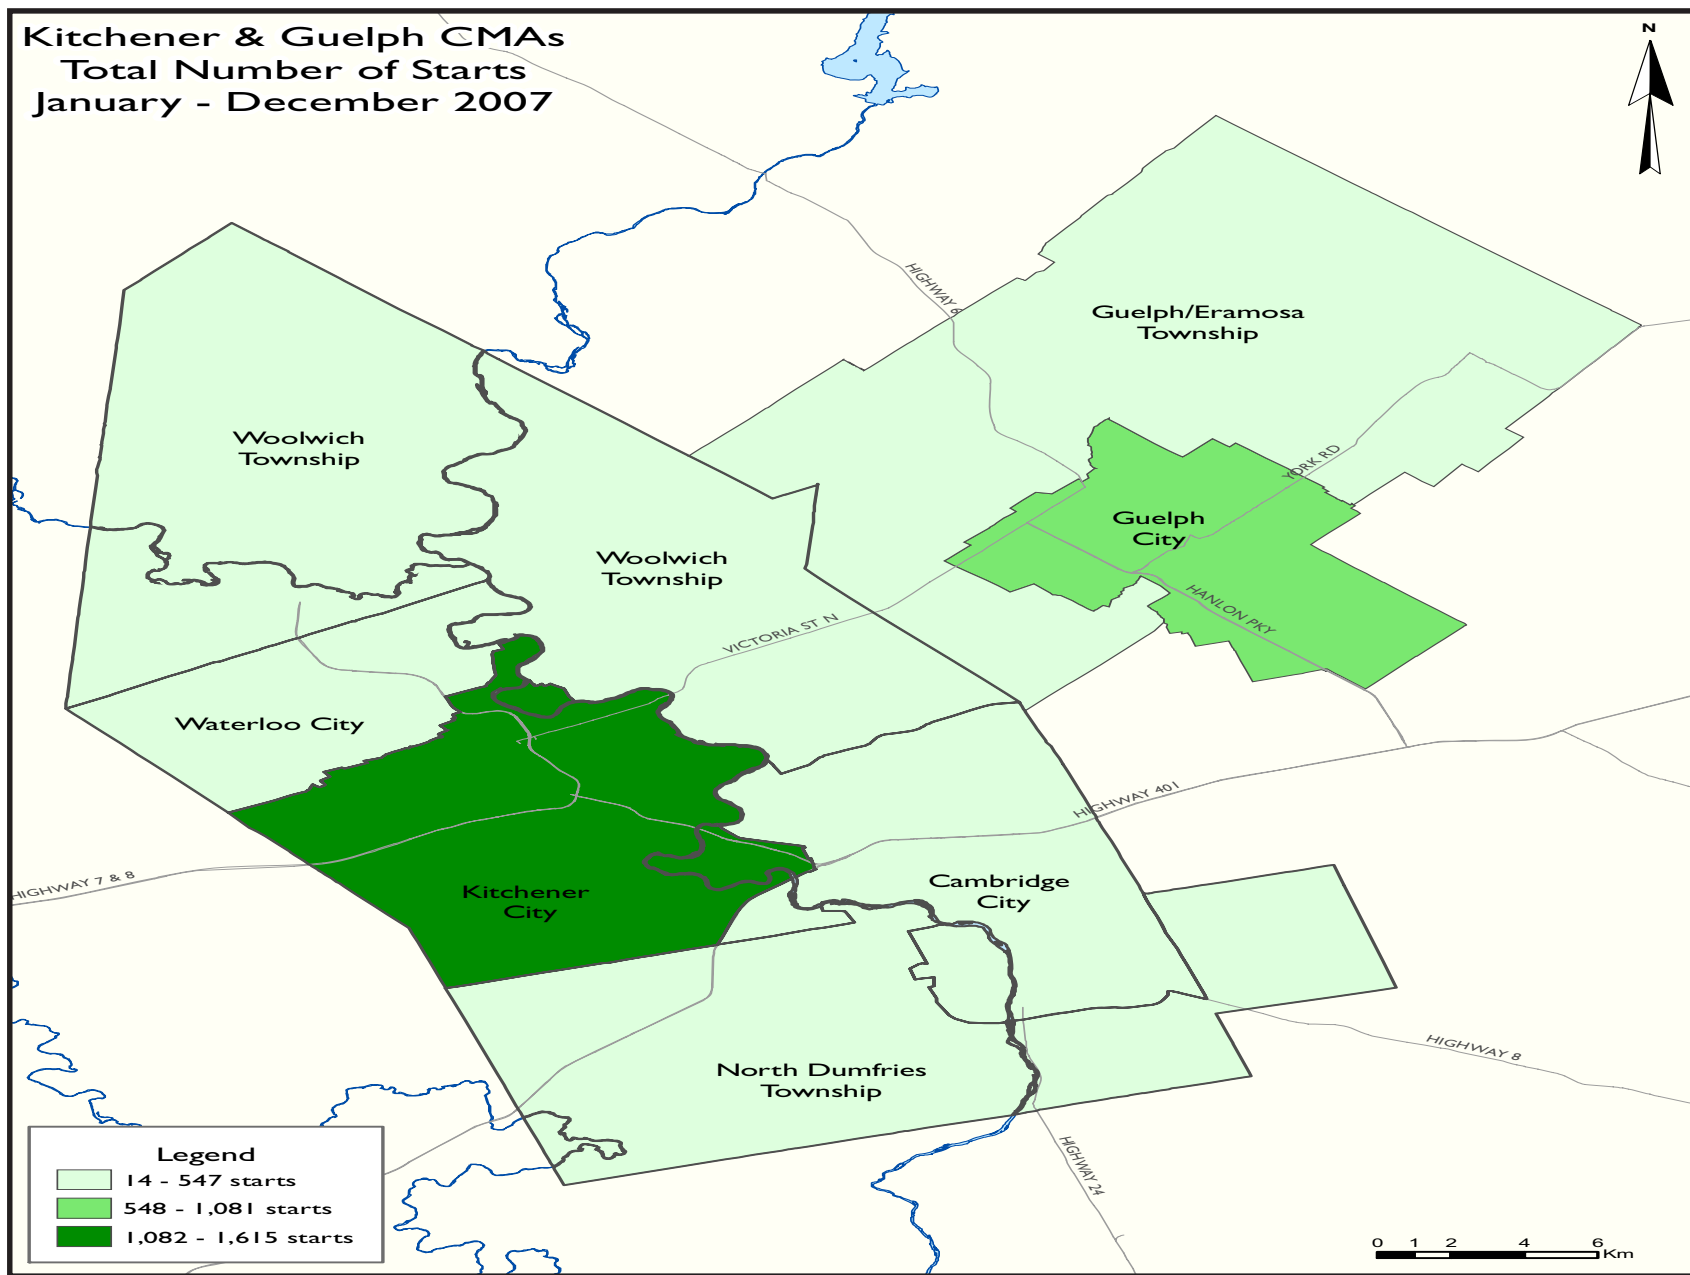 Kitchener & Guelph CMAs
Total Number of Starts
January - December 2007
N
HIGHWAY 6
Guelph/Eramosa
Township
Woolwich
Township
YORK RD
Guelph
City
Woolwich
Township
HANLON PKY
VICTORIA ST N
Waterloo City
HIGHWAY 401
HIGHWAY 7 & 8
Kitchener
City
Cambridge
City
HIGHWAY 8
North Dumfries
Township
HIGHWAY 24
Legend
14 - 547 starts
548 - 1,081 starts
1,082 - 1,615 starts
0 1 2 4 6
Km